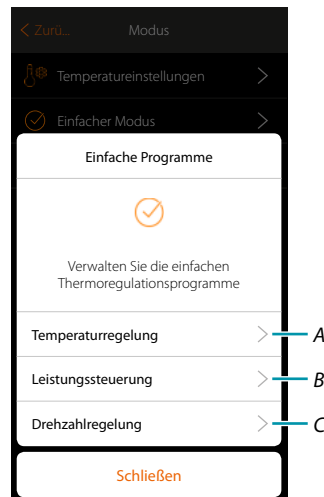 < Zurü... Modus
Temperatureinstellungen >
Einfacher Modus >
Einfache Programme
Verwalten Sie die einfachen
Thermoregulationsprogramme
Temperaturregelung > A
Leistungssteuerung > B
Drehzahlregelung > C
Schließen